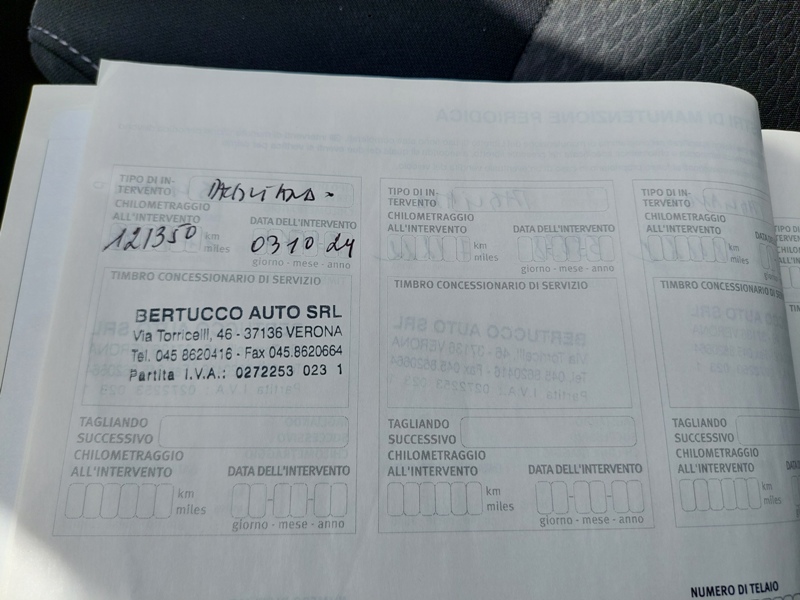 TIPO DI IN-
TERVENTO
CHILOMETRAGGIO
ALL'INTERVENTO
121350 km
miles
DATA DELL'INTERVENTO
03 10 24
giorno - mese - anno
TIMBRO CONCESSIONARIO DI SERVIZIO
BERTUCCO AUTO SRL
Via Torricelli, 46 - 37136 VERONA
Tel. 045 8620416 - Fax 045.8620664
Partita I.V.A.: 0272253 023 1
TAGLIANDO
SUCCESSIVO
CHILOMETRAGGIO
ALL'INTERVENTO
km
miles
DATA DELL'INTERVENTO
giorno - mese - anno
TIPO DI IN-
TERVENTO
CHILOMETRAGGIO
ALL'INTERVENTO
km
miles
DATA DELL'INTERVENTO
giorno - mese - anno
TIMBRO CONCESSIONARIO DI SERVIZIO
TAGLIANDO
SUCCESSIVO
CHILOMETRAGGIO
ALL'INTERVENTO
km
miles
DATA DELL'INTERVENTO
giorno - mese - anno
TIPO DI IN-
TERVENTO
CHILOMETRAGGIO
ALL'INTERVENTO
km
miles
TIMBRO CONCESSIONARIO DI SE
TAGLIANDO
SUCCESSIVO
CHILOMETRAGGIO
ALL'INTERVENTO
km
miles
NUMERO DI TELAIO